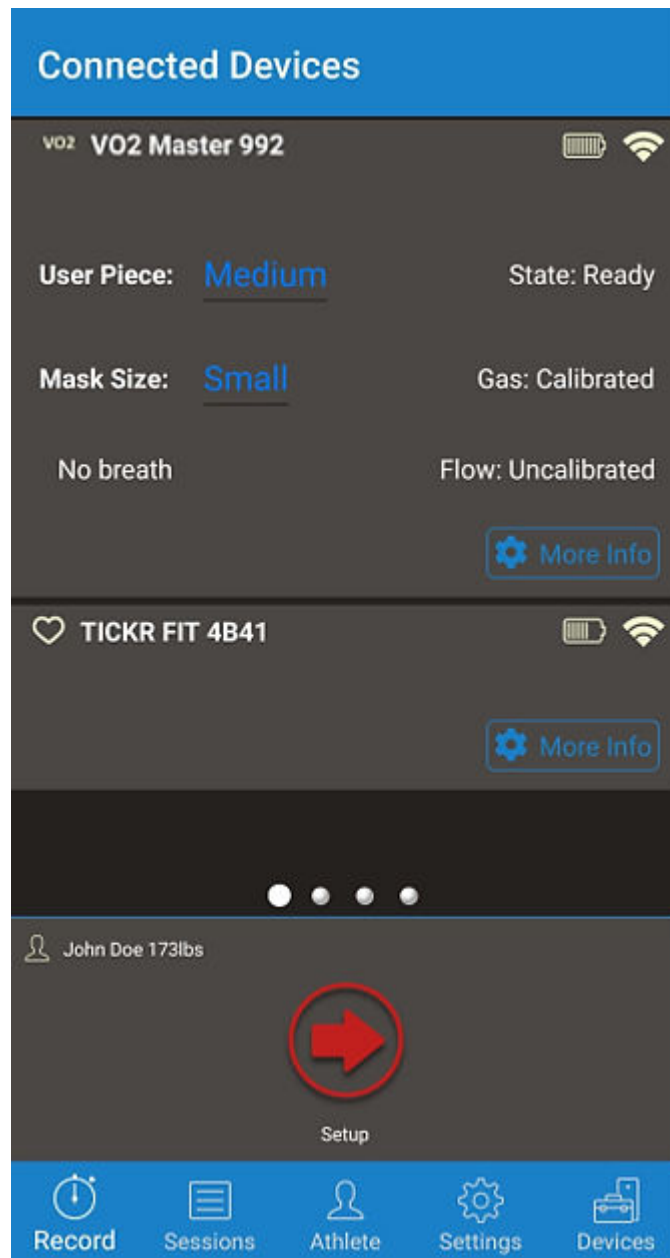 Connected Devices
VO2 VO2 Master 992
User Piece: Medium State: Ready
Mask Size: Small Gas: Calibrated
No breath Flow: Uncalibrated
More Info
TICKR FIT 4B41
More Info
John Doe 173lbs
Setup
Record Sessions Athlete Settings Devices